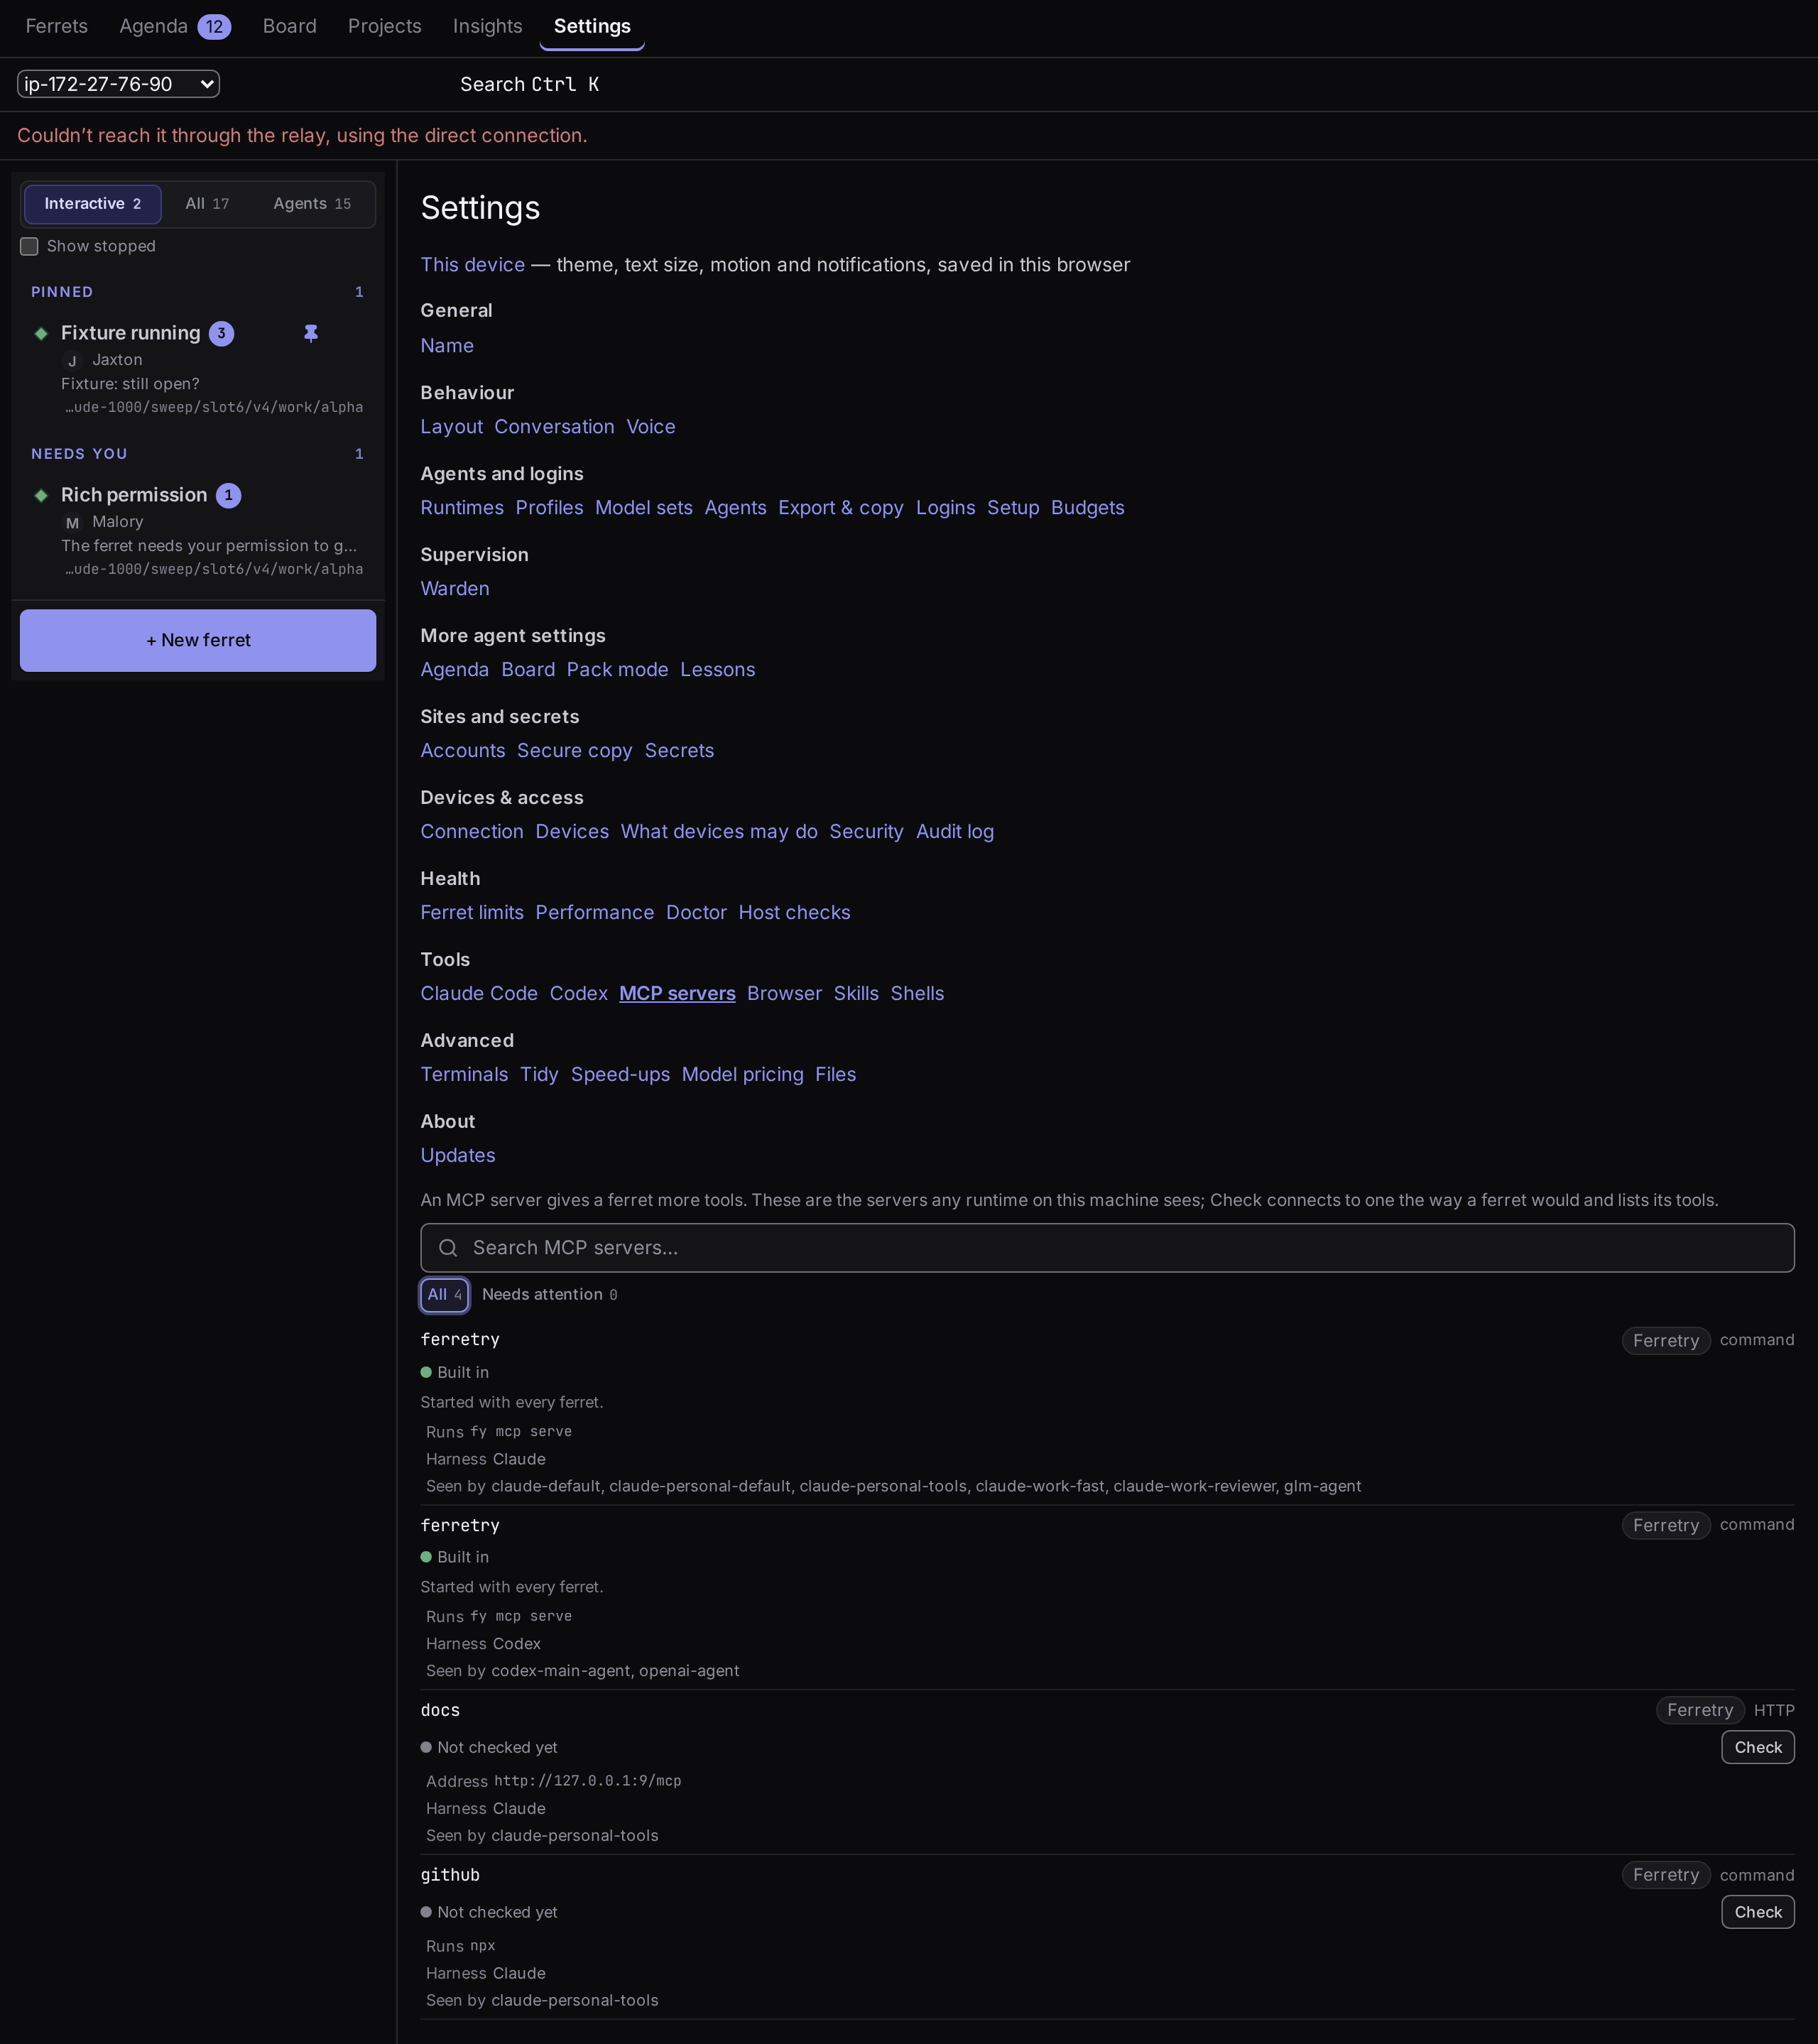 Ferrets Agenda 12 Board Projects Insights Settings
ip-172-27-76-90
Search Ctrl K
Couldn’t reach it through the relay, using the direct connection.
Interactive 2 All 17 Agents 15
Show stopped
PINNED 1
Fixture running 3
J Jaxton
Fixture: still open?
…ude-1000/sweep/slot6/v4/work/alpha
NEEDS YOU 1
Rich permission 1
M Malory
The ferret needs your permission to g…
…ude-1000/sweep/slot6/v4/work/alpha
+ New ferret
Settings
This device — theme, text size, motion and notifications, saved in this browser
General
Name
Behaviour
Layout Conversation Voice
Agents and logins
Runtimes Profiles Model sets Agents Export & copy Logins Setup Budgets
Supervision
Warden
More agent settings
Agenda Board Pack mode Lessons
Sites and secrets
Accounts Secure copy Secrets
Devices & access
Connection Devices What devices may do Security Audit log
Health
Ferret limits Performance Doctor Host checks
Tools
Claude Code Codex MCP servers Browser Skills Shells
Advanced
Terminals Tidy Speed-ups Model pricing Files
About
Updates
An MCP server gives a ferret more tools. These are the servers any runtime on this machine sees; Check connects to one the way a ferret would and lists its tools.
Search MCP servers…
All 4 Needs attention 0
ferretry Ferretry command
Built in
Started with every ferret.
Runs fy mcp serve
Harness Claude
Seen by claude-default, claude-personal-default, claude-personal-tools, claude-work-fast, claude-work-reviewer, glm-agent
ferretry Ferretry command
Built in
Started with every ferret.
Runs fy mcp serve
Harness Codex
Seen by codex-main-agent, openai-agent
docs Ferretry HTTP
Not checked yet Check
Address http://127.0.0.1:9/mcp
Harness Claude
Seen by claude-personal-tools
github Ferretry command
Not checked yet Check
Runs npx
Harness Claude
Seen by claude-personal-tools